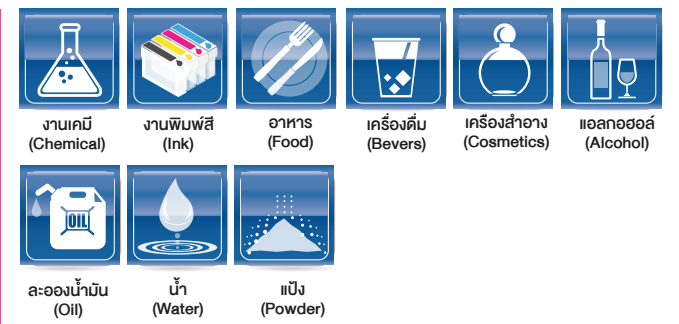 งานเคมี
(Chemical)
งานพิมพ์สี
(Ink)
อาหาร
(Food)
เครื่องดื่ม
(Bevers)
เครืองสำอาง
(Cosmetics)
แอลกอฮอล์
(Alcohol)
OIL
ละอองน้ำมัน
(Oil)
น้ำ
(Water)
แป้ง
(Powder)